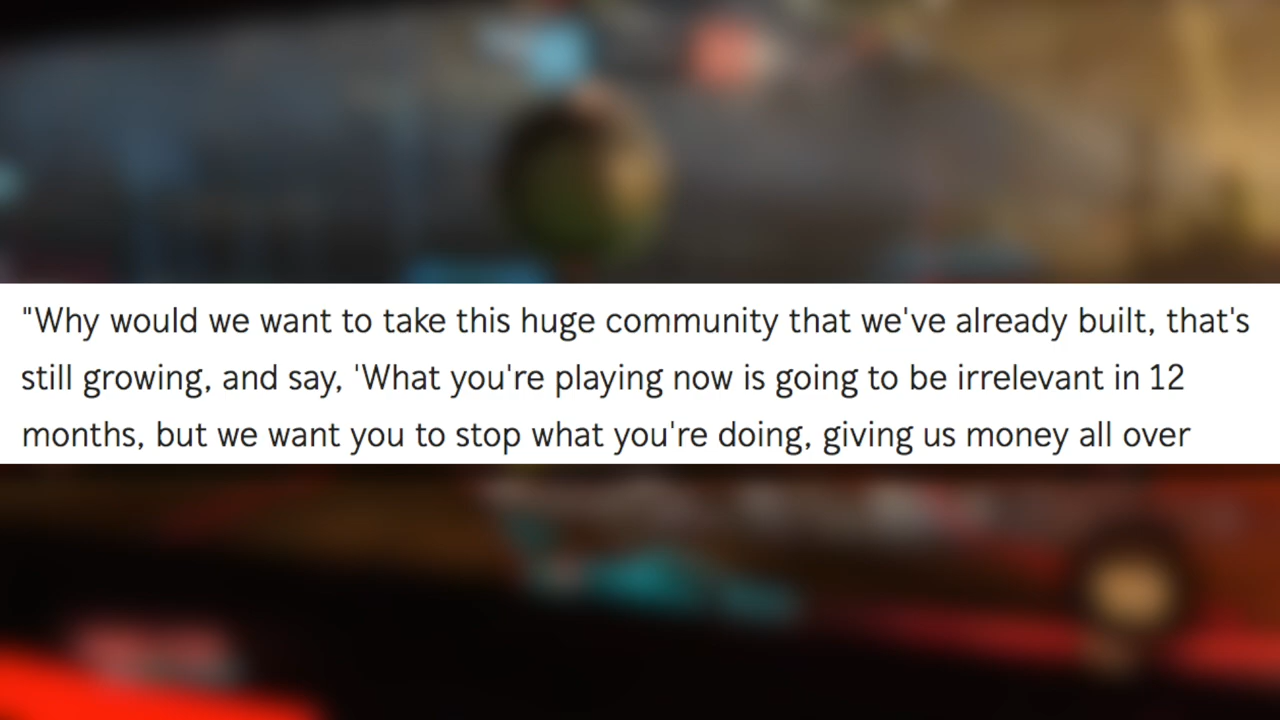 "Why would we want to take this huge community that we've already built, that's
still growing, and say, 'What you're playing now is going to be irrelevant in 12
months, but we want you to stop what you're doing, giving us money all over